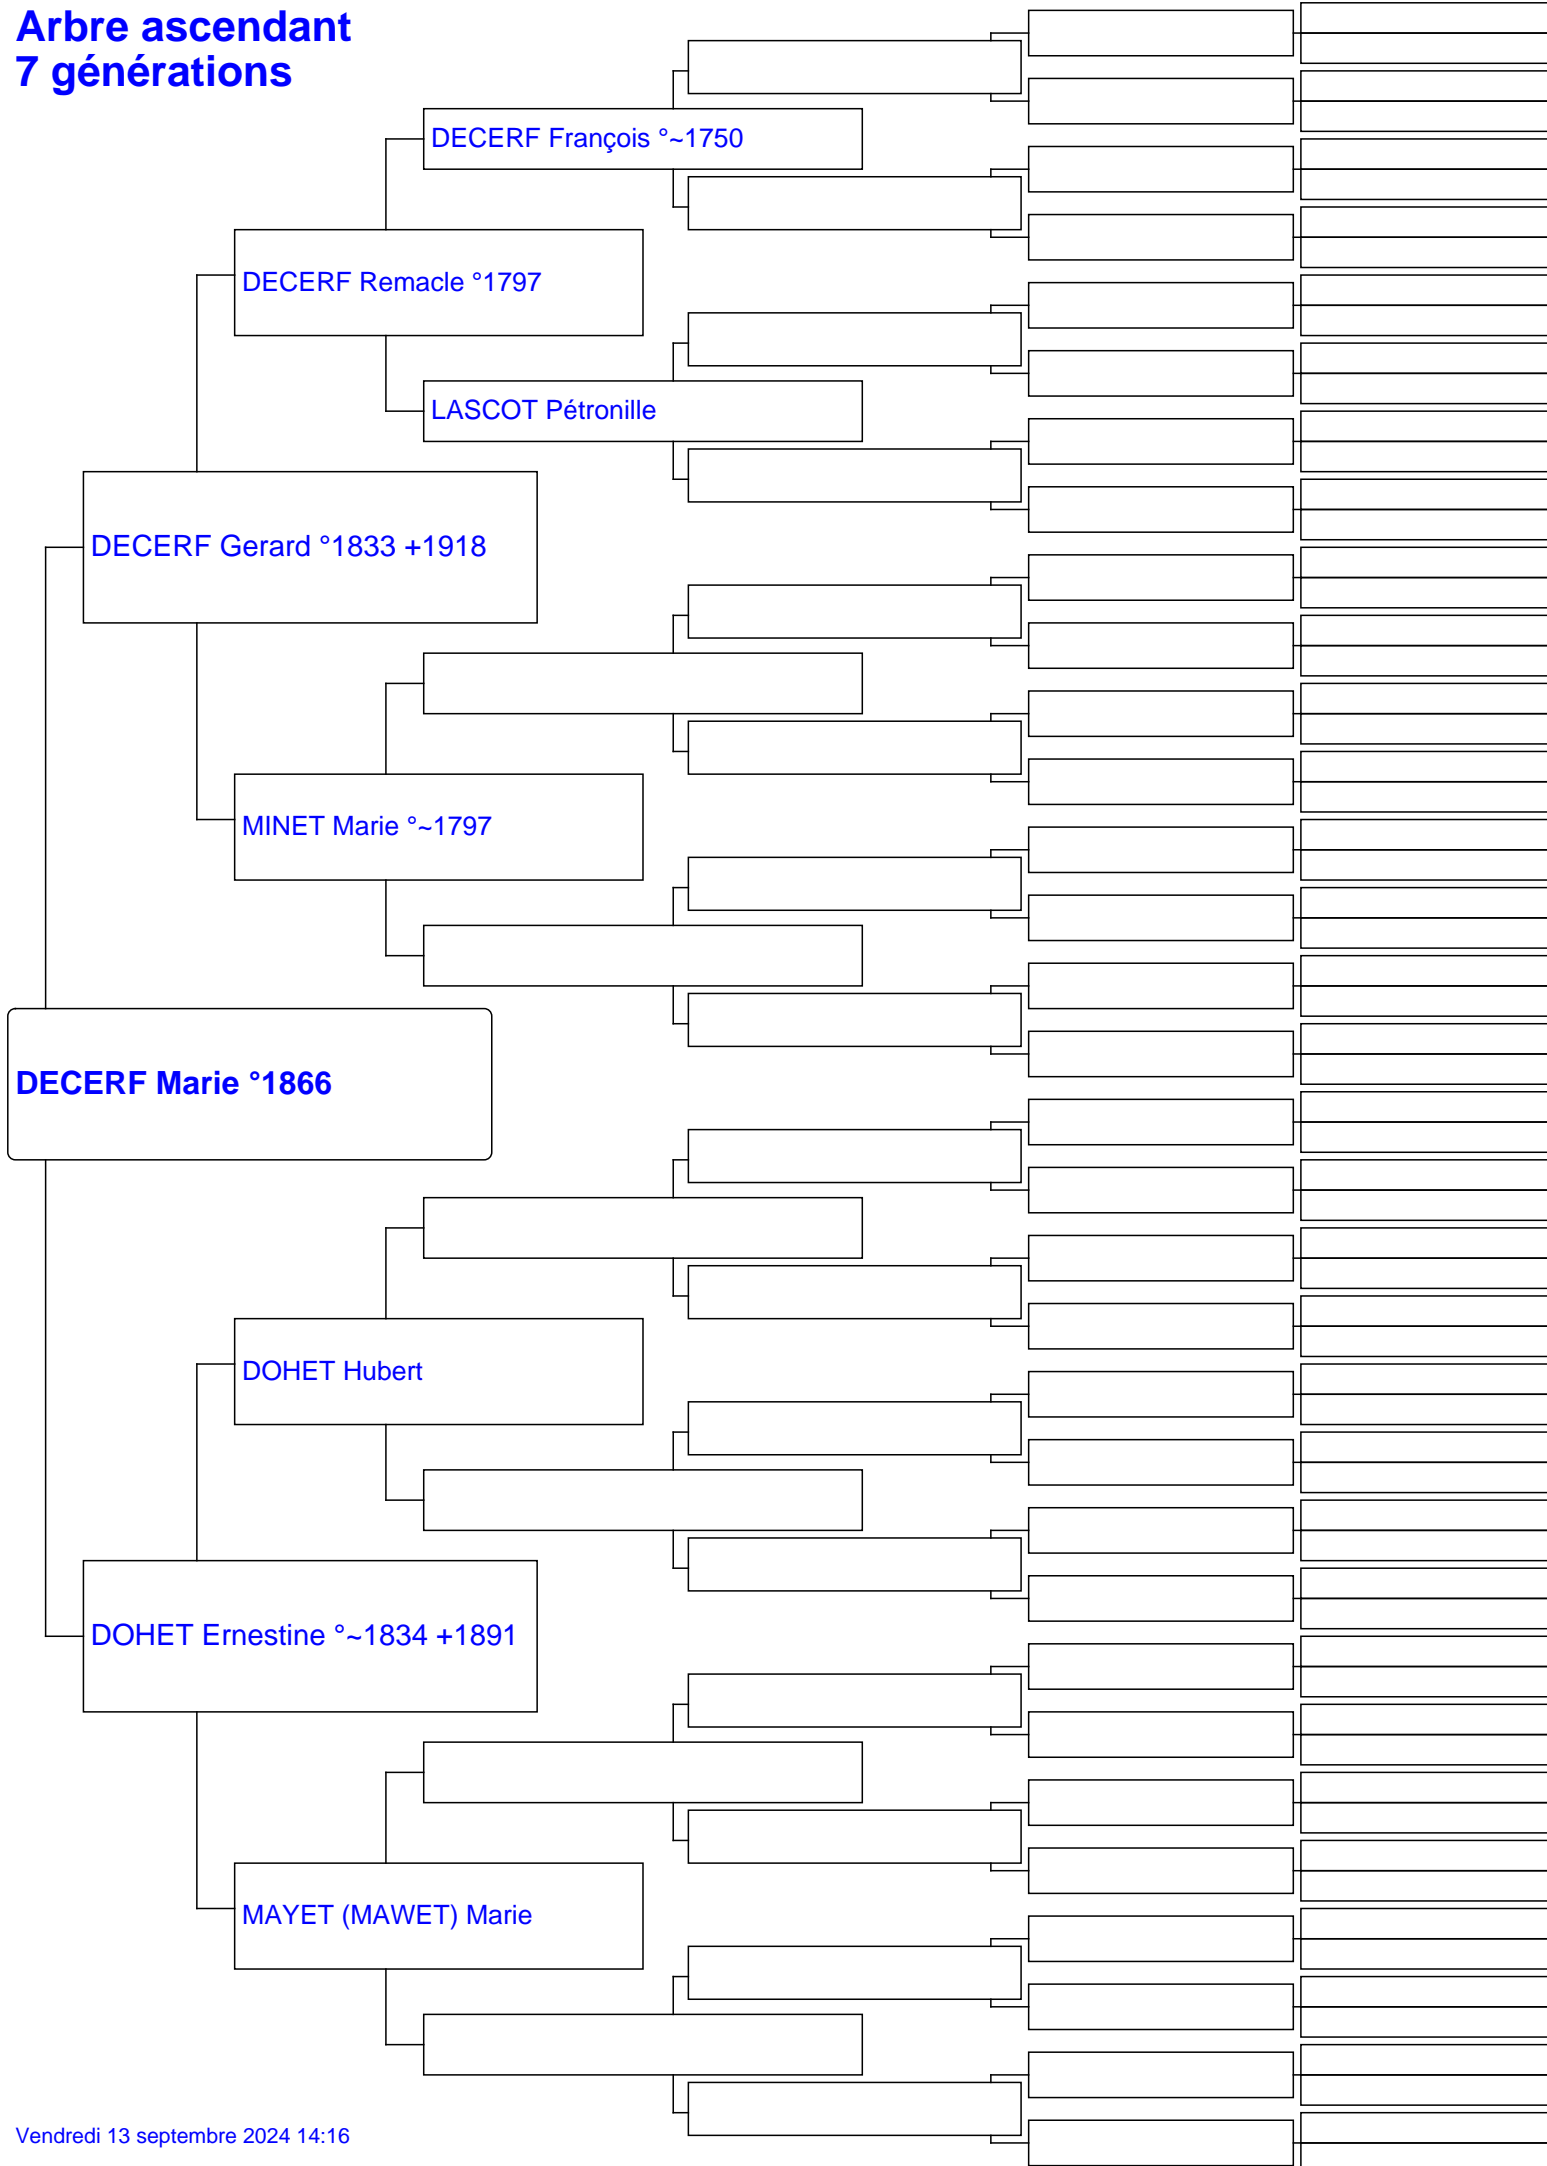 Arbre ascendant
7 générations
DECERF François °~1750
DECERF Remacle °1797
LASCOT Pétronille
DECERF Gerard °1833 +1918
MINET Marie °~1797
DECERF Marie °1866
DOHET Hubert
DOHET Ernestine °~1834 +1891
MAYET (MAWET) Marie
Vendredi 13 septembre 2024 14:16